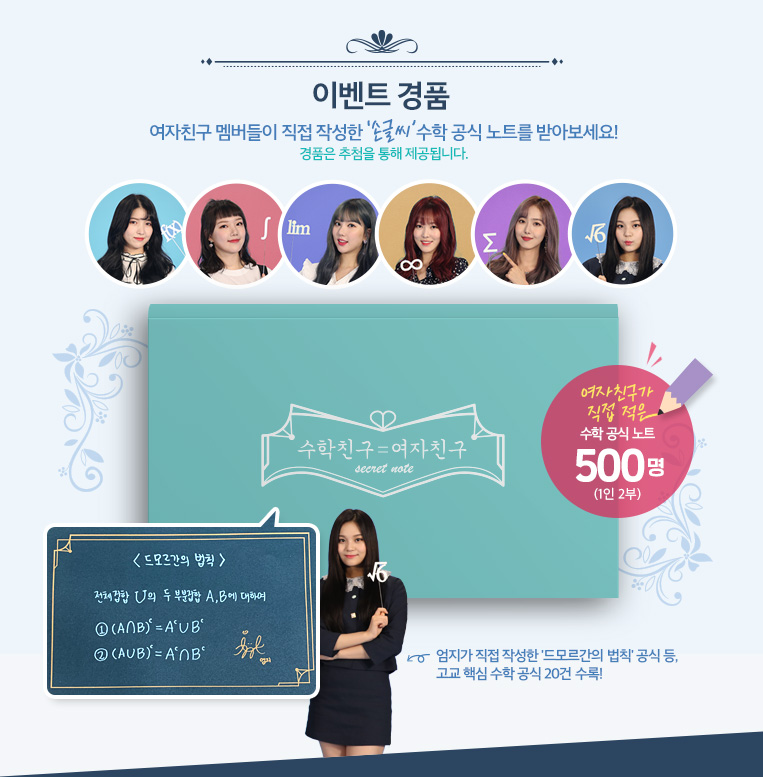 이벤트 경품
여자친구 멤버들이 직접 작성한 '손글씨' 수학 공식 노트를 받아보세요!
경품은 추첨을 통해 제공됩니다.
f(x)
∫
lim
∞
Σ
√6
수학친구=여자친구
secret note
여자친구가
직접 적은
수학 공식 노트
500명
(1인 2부)
< 드모르간의 법칙 >
전체집합 U의 두 부분집합 A,B에 대하여
① (A∩B)ᶜ = Aᶜ∪Bᶜ
② (A∪B)ᶜ = Aᶜ∩Bᶜ
엄지
√6
엄지가 직접 작성한 '드모르간의 법칙' 공식 등,
고교 핵심 수학 공식 20건 수록!